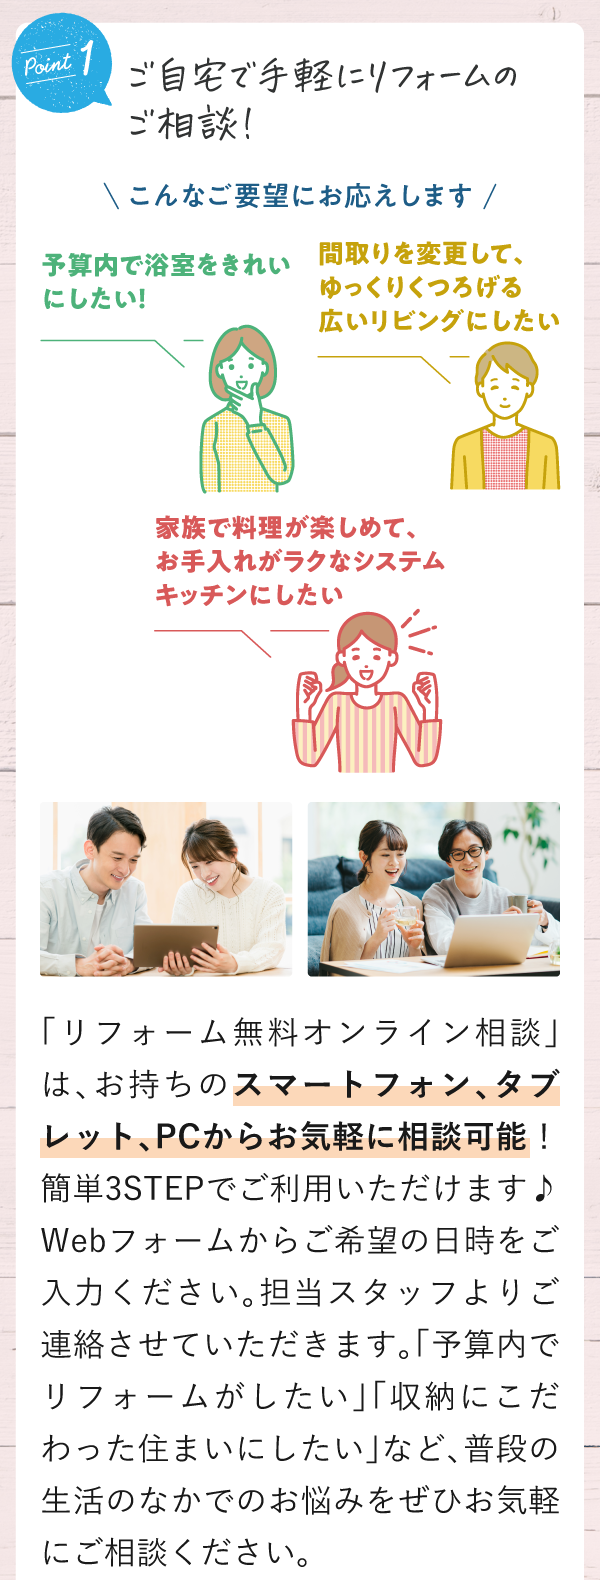 Point 1
ご自宅で手軽にリフォームの
ご相談！
\ こんなご要望にお応えします /
予算内で浴室をきれい
にしたい！
間取りを変更して、
ゆっくりくつろげる
広いリビングにしたい
家族で料理が楽しめて、
お手入れがラクなシステム
キッチンにしたい
「リフォーム無料オンライン相談」
は、お持ちのスマートフォン、タブ
レット、PCからお気軽に相談可能！
簡単3STEPでご利用いただけます♪
Webフォームからご希望の日時をご
入力ください。担当スタッフよりご
連絡させていただきます。「予算内で
リフォームがしたい」「収納にこだ
わった住まいにしたい」など、普段の
生活のなかでのお悩みをぜひお気軽
にご相談ください。